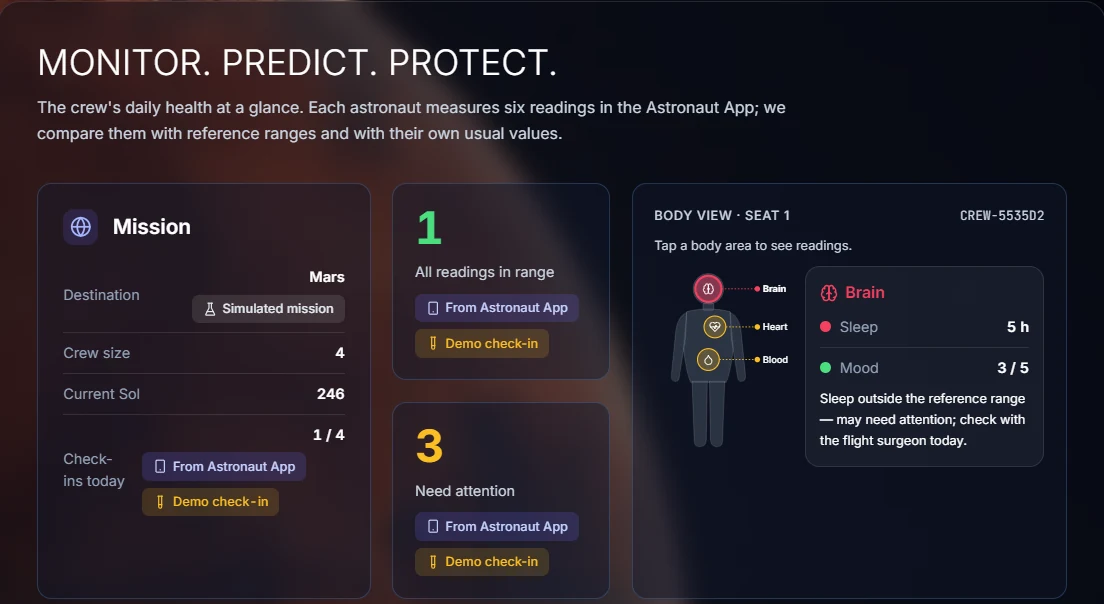 MONITOR. PREDICT. PROTECT.
The crew's daily health at a glance. Each astronaut measures six readings in the Astronaut App; we
compare them with reference ranges and with their own usual values.
Mission
Destination
Mars
Simulated mission
Crew size
4
Current Sol
246
Check-
ins today
1 / 4
From Astronaut App
Demo check-in
1
All readings in range
From Astronaut App
Demo check-in
3
Need attention
From Astronaut App
Demo check-in
BODY VIEW · SEAT 1
CREW-5535D2
Tap a body area to see readings.
Brain
Heart
Blood
Brain
Sleep
5 h
Mood
3 / 5
Sleep outside the reference range
— may need attention; check with
the flight surgeon today.